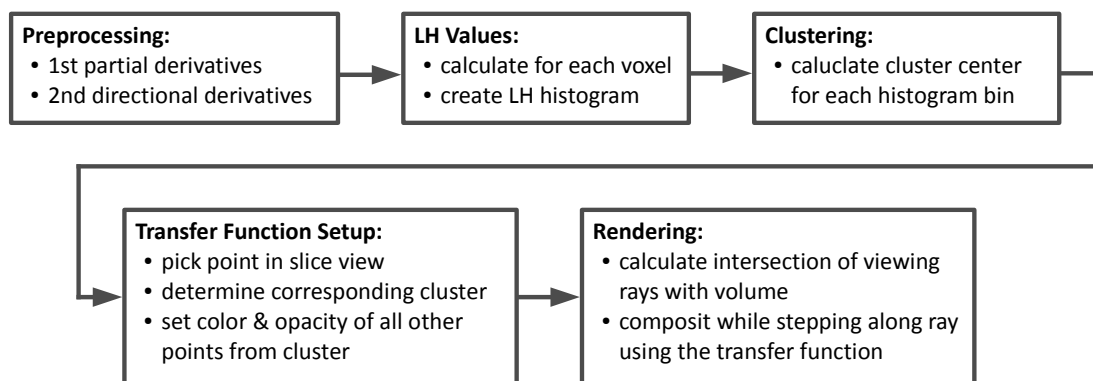 Preprocessing:
• 1st partial derivatives
• 2nd directional derivatives
LH Values:
• calculate for each voxel
• create LH histogram
Clustering:
• caluclate cluster center
for each histogram bin
Transfer Function Setup:
• pick point in slice view
• determine corresponding cluster
• set color & opacity of all other
points from cluster
Rendering:
• calculate intersection of viewing
rays with volume
• composit while stepping along ray
using the transfer function